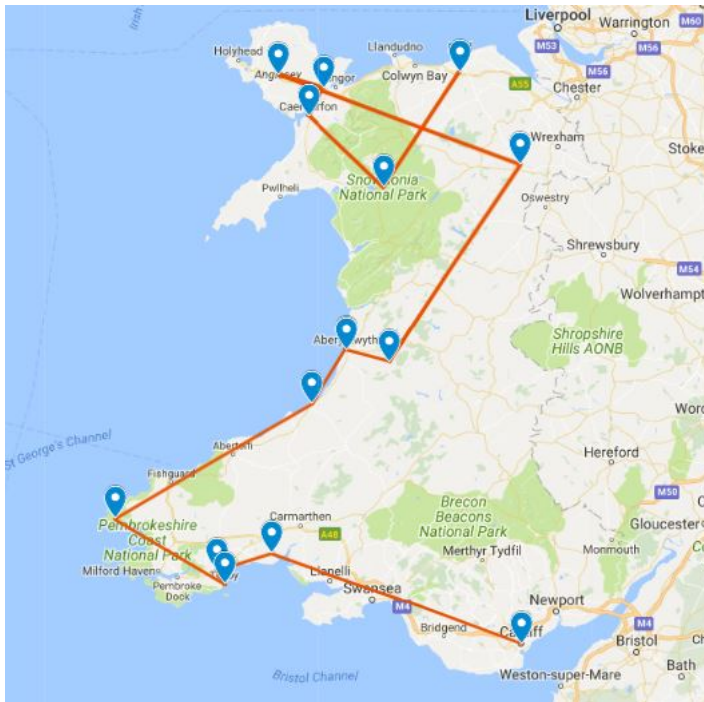 Liverpool
Warrington
M60
M53
M56
M56
Holyhead
Llandudno
Anglesey
Colwyn Bay
A55
Chester
Wrexham
Stoke
Snowdonia
National Park
Pwllheli
Oswestry
Shrewsbury
M54
Wolverhampt
Shropshire
Hills AONB
St George's Channel
Aberteifi
Fishguard
Hereford
Brecon
Beacons
National Park
M50
Pembrokeshire
Coast
National Park
Carmarthen
A48
Gloucester
Merthyr Tydfil
Monmouth
Milford Haven
Pembroke
Dock
Llanelli
Swansea
M4
Newport
M4
Bridgend
Cardiff
Bristol
Bath
Bristol Channel
Weston-super-Mare